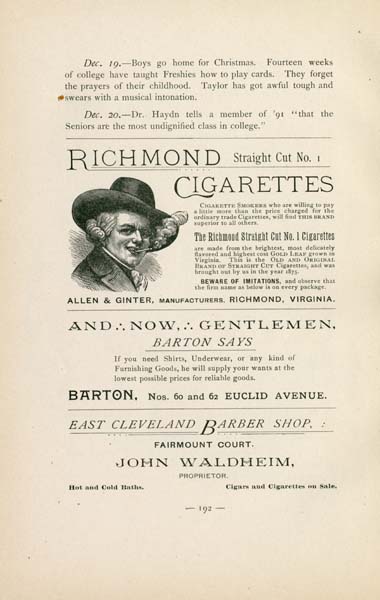 Dec. 19.—Boys go home for Christmas. Fourteen weeks
of college have taught Freshies how to play cards. They forget
the prayers of their childhood. Taylor has got awful tough and
swears with a musical intonation.
Dec. 20.—Dr. Haydn tells a member of '91 "that the
Seniors are the most undignified class in college."
RICHMOND Straight Cut No. 1
CIGARETTES
CIGARETTE SMOKERS who are willing to pay
a little more than the price charged for the
ordinary trade Cigarettes, will find THIS BRAND
superior to all others.
The Richmond Straight Cut No. 1 Cigarettes
are made from the brightest, most delicately
flavored and highest cost GOLD LEAF grown in
Virginia. This is the OLD AND ORIGINAL
BRAND OF STRAIGHT CUT Cigarettes, and was
brought out by us in the year 1875.
BEWARE OF IMITATIONS, and observe that
the firm name as below is on every package.
ALLEN & GINTER, MANUFACTURERS, RICHMOND, VIRGINIA.
AND∴NOW,∴GENTLEMEN,
BARTON SAYS
If you need Shirts, Underwear, or any kind of
Furnishing Goods, he will supply your wants at the
lowest possible prices for reliable goods.
BARTON, Nos. 60 and 62 EUCLID AVENUE.
EAST CLEVELAND BARBER SHOP, :
FAIRMOUNT COURT.
JOHN WALDHEIM,
PROPRIETOR.
Hot and Cold Baths. Cigars and Cigarettes on Sale.
— 192 —